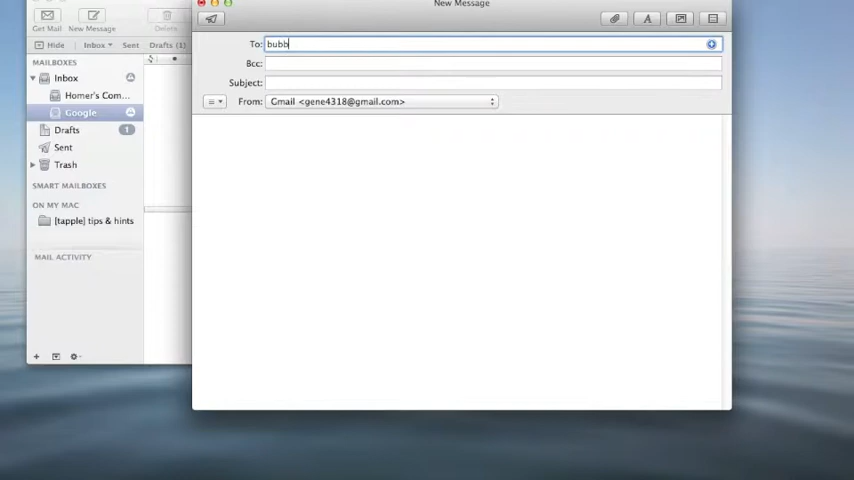 New Message
Get Mail New Message Delete
Hide Inbox Sent Drafts (1)
To: bubb
Bcc:
Subject:
From: Gmail <gene4318@gmail.com>
MAILBOXES
Inbox
Homer's Com...
Google
Drafts 1
Sent
Trash
SMART MAILBOXES
ON MY MAC
[tapple] tips & hints
MAIL ACTIVITY